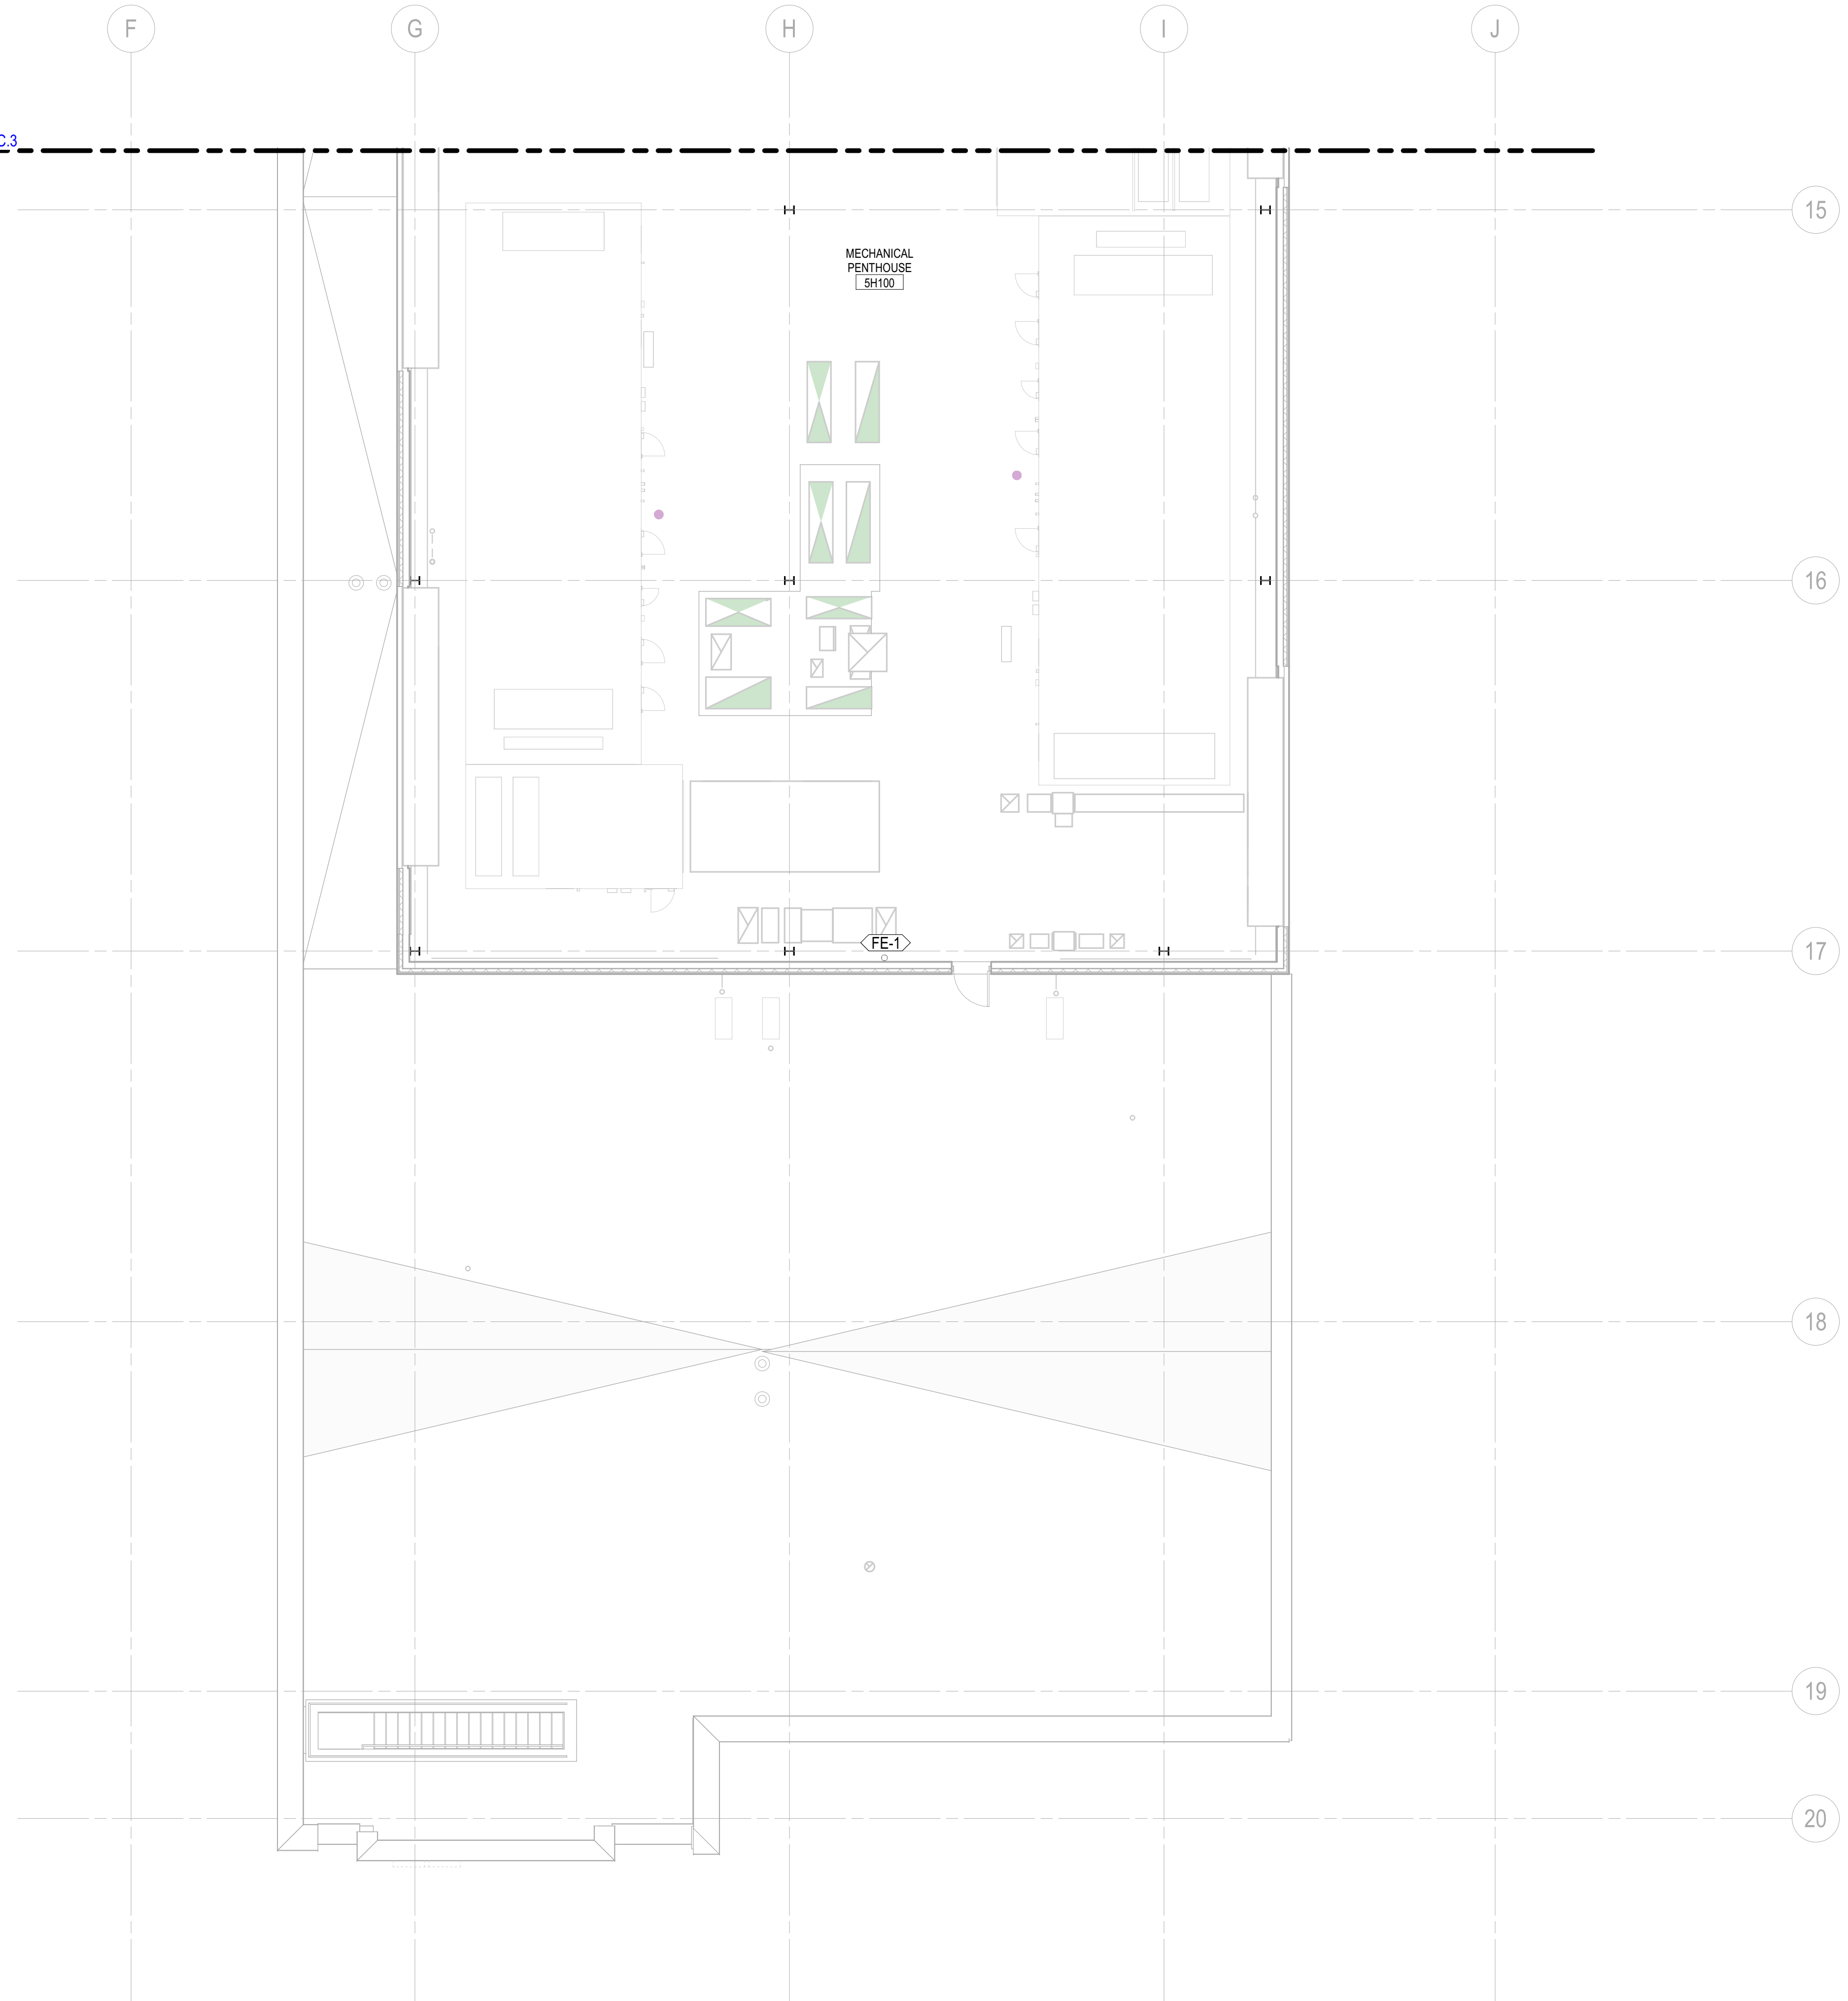 F
G
H
I
J
C.3
15
MECHANICAL
PENTHOUSE
5H100
16
FE-1
17
18
19
20